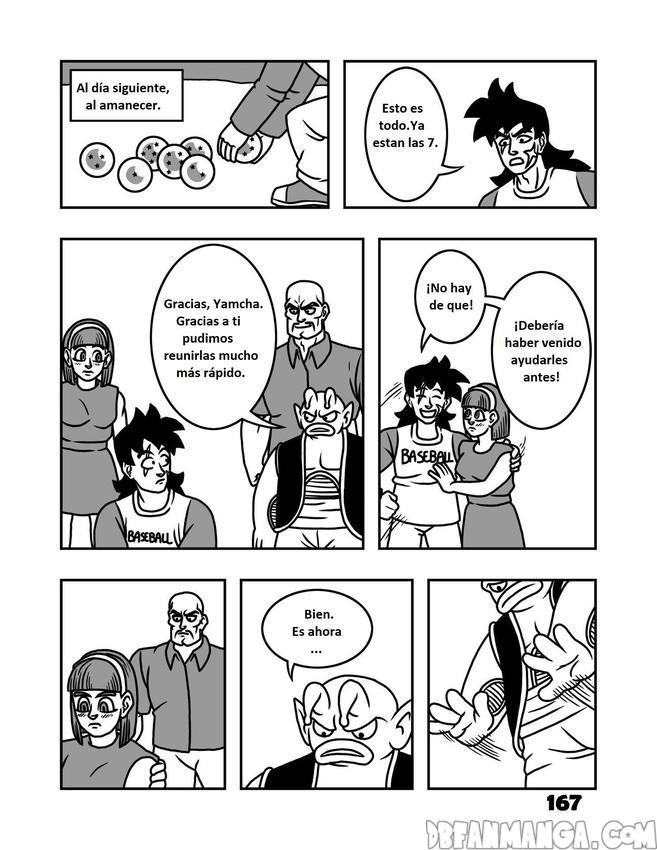 Al día siguiente,
al amanecer.
Esto es
todo.Ya
estan las 7.
Gracias, Yamcha.
Gracias a ti
pudimos
reunirlas mucho
más rápido.
BASEBALL
¡No hay
de que!
¡Debería
haber venido
ayudarles
antes!
BASEBALL
Bien.
Es ahora
...
167
DBFANMANGA.COM